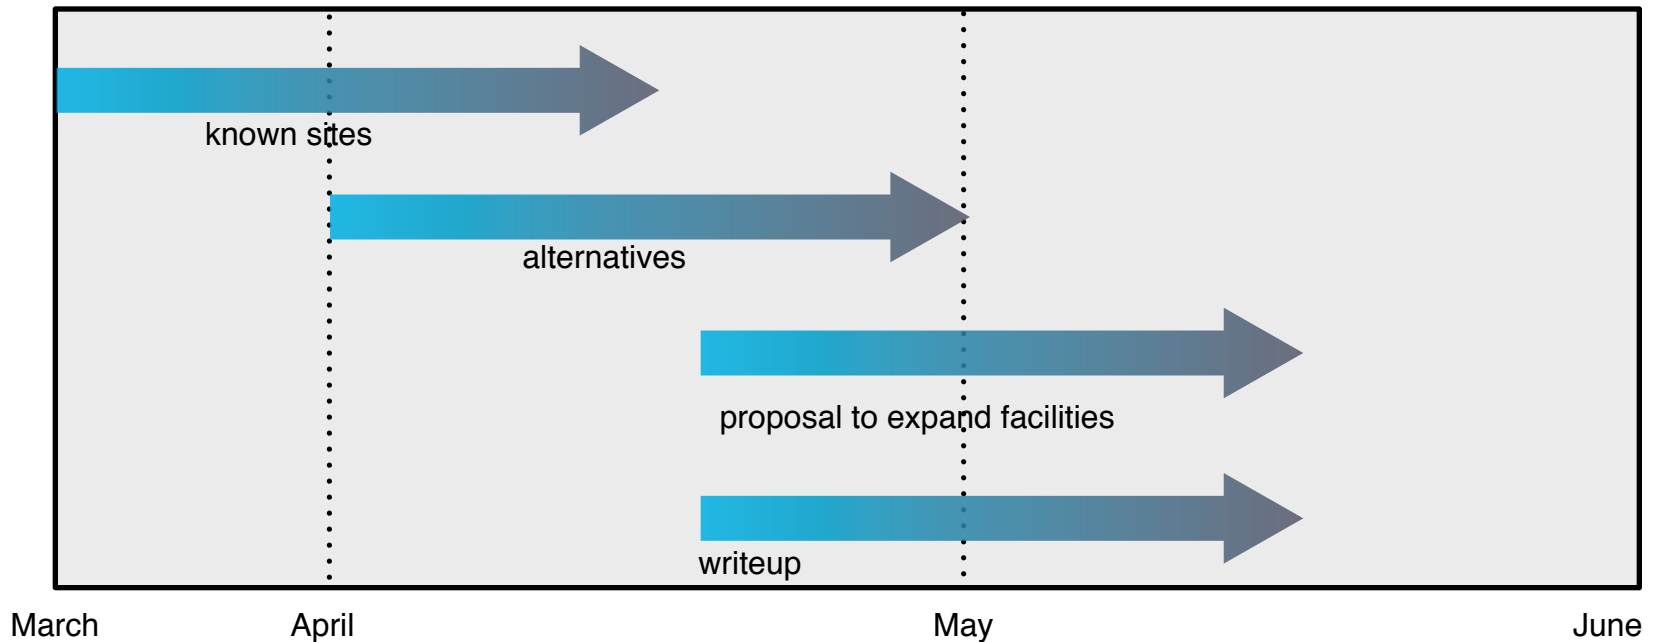 known sites
alternatives
proposal to expand facilities
writeup
March April May June